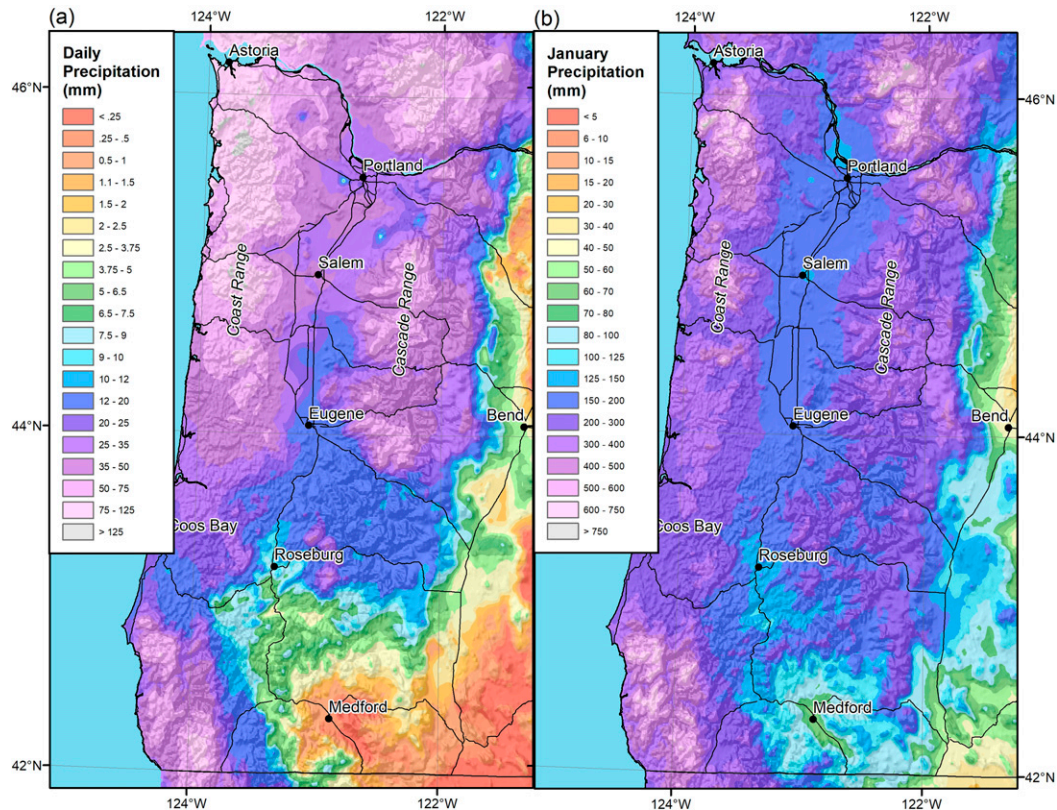 (a)
124°W
122°W
Daily
Precipitation
(mm)
< .25
.25 - .5
0.5 - 1
1.1 - 1.5
1.5 - 2
2 - 2.5
2.5 - 3.75
3.75 - 5
5 - 6.5
6.5 - 7.5
7.5 - 9
9 - 10
10 - 12
12 - 20
20 - 25
25 - 35
35 - 50
50 - 75
75 - 125
> 125
46°N
44°N
42°N
Astoria
Portland
Salem
Coast Range
Cascade Range
Eugene
Bend
Coos Bay
Roseburg
Medford
124°W
122°W
(b)
124°W
122°W
January
Precipitation
(mm)
< 5
6 - 10
10 - 15
15 - 20
20 - 30
30 - 40
40 - 50
50 - 60
60 - 70
70 - 80
80 - 100
100 - 125
125 - 150
150 - 200
200 - 300
300 - 400
400 - 500
500 - 600
600 - 750
> 750
Astoria
46°N
Portland
Salem
Coast Range
Cascade Range
Eugene
Bend
44°N
Coos Bay
Roseburg
Medford
42°N
124°W
122°W